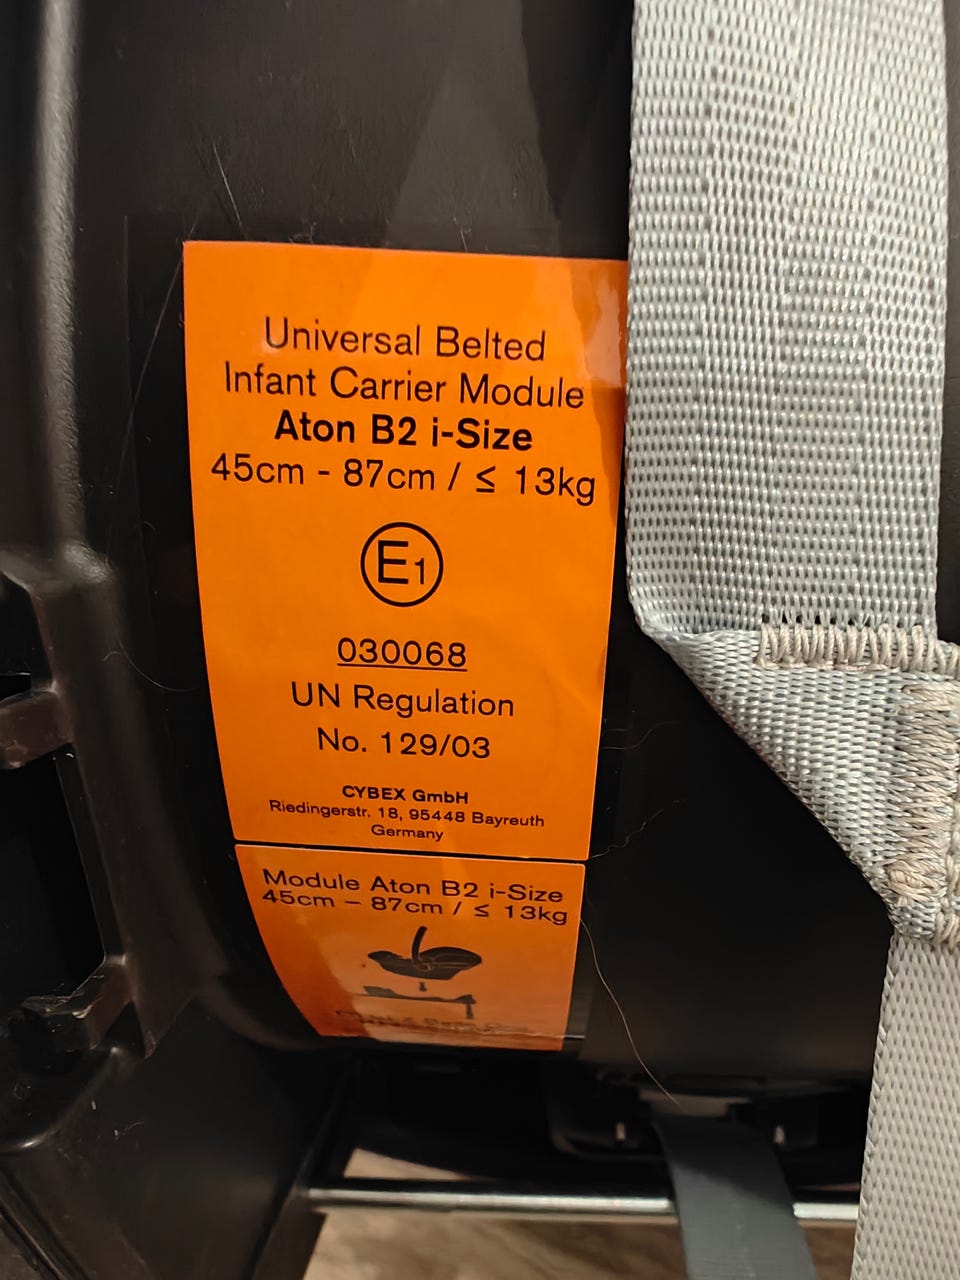 Universal Belted
Infant Carrier Module
Aton B2 i-Size
45cm - 87cm / ≤ 13kg
E1
030068
UN Regulation
No. 129/03
CYBEX GmbH
Riedingerstr. 18, 95448 Bayreuth
Germany
Module Aton B2 i-Size
45cm – 87cm / ≤ 13kg